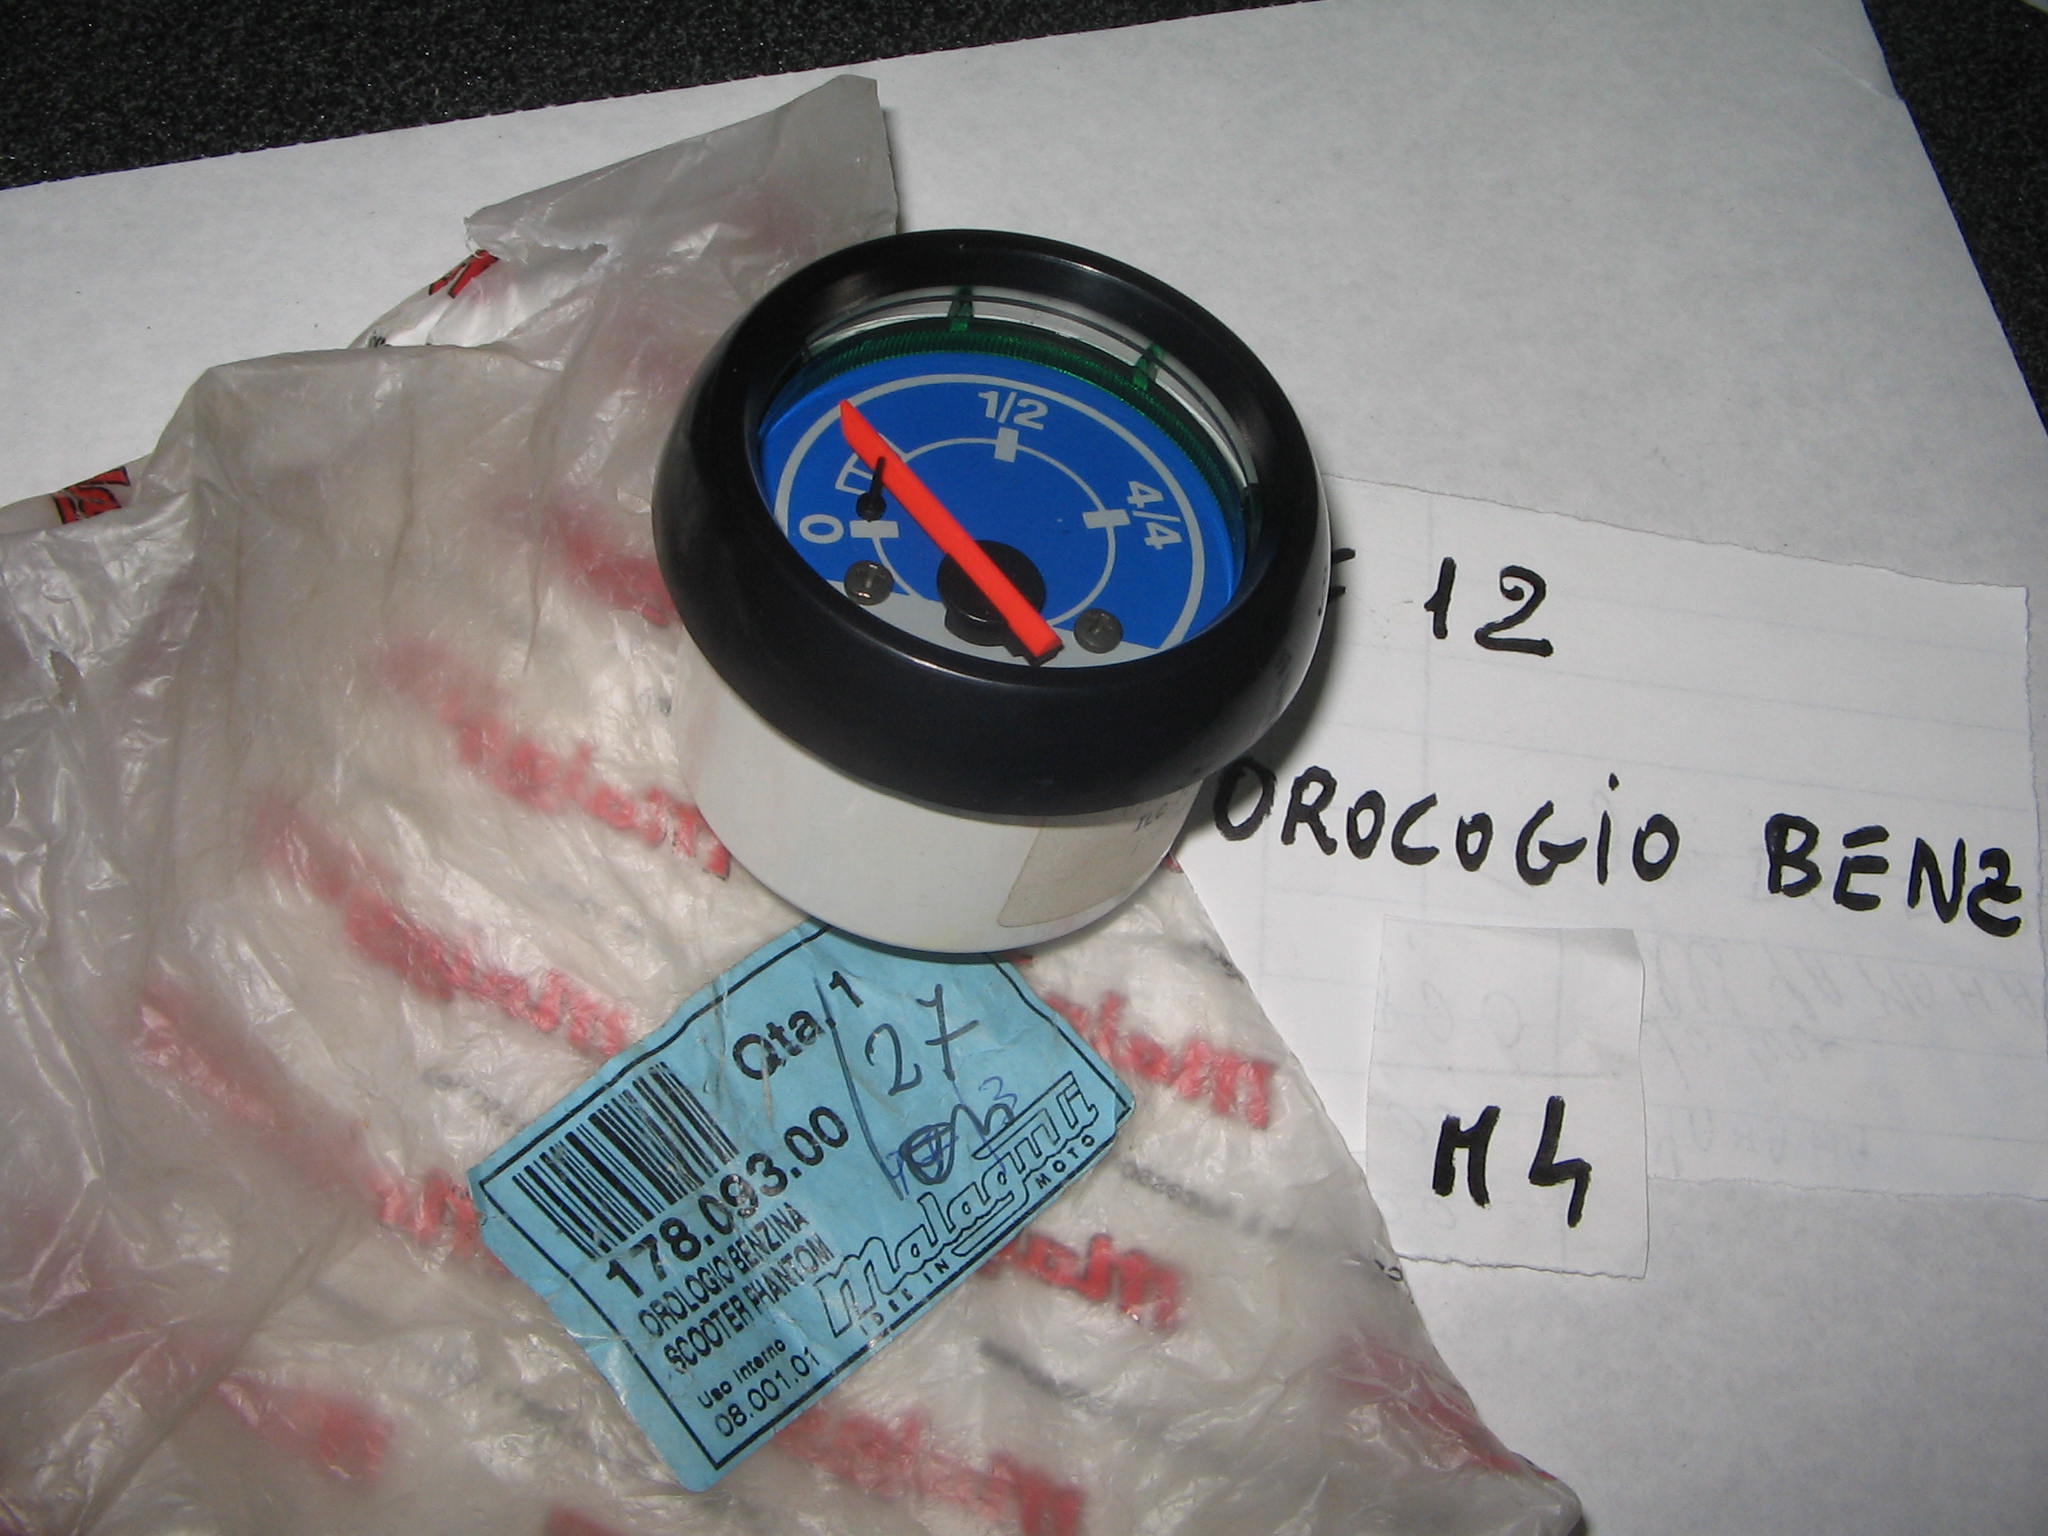 1/2
4/4
0
€ 12
OROCOGIO BENZ
M4
Qta. 1
27
178.093.00
OROLOGIO BENZINA
SCOOTER PHANTOM
Uso interno
08.001.01
Malaguti
MOTO
IDEE IN